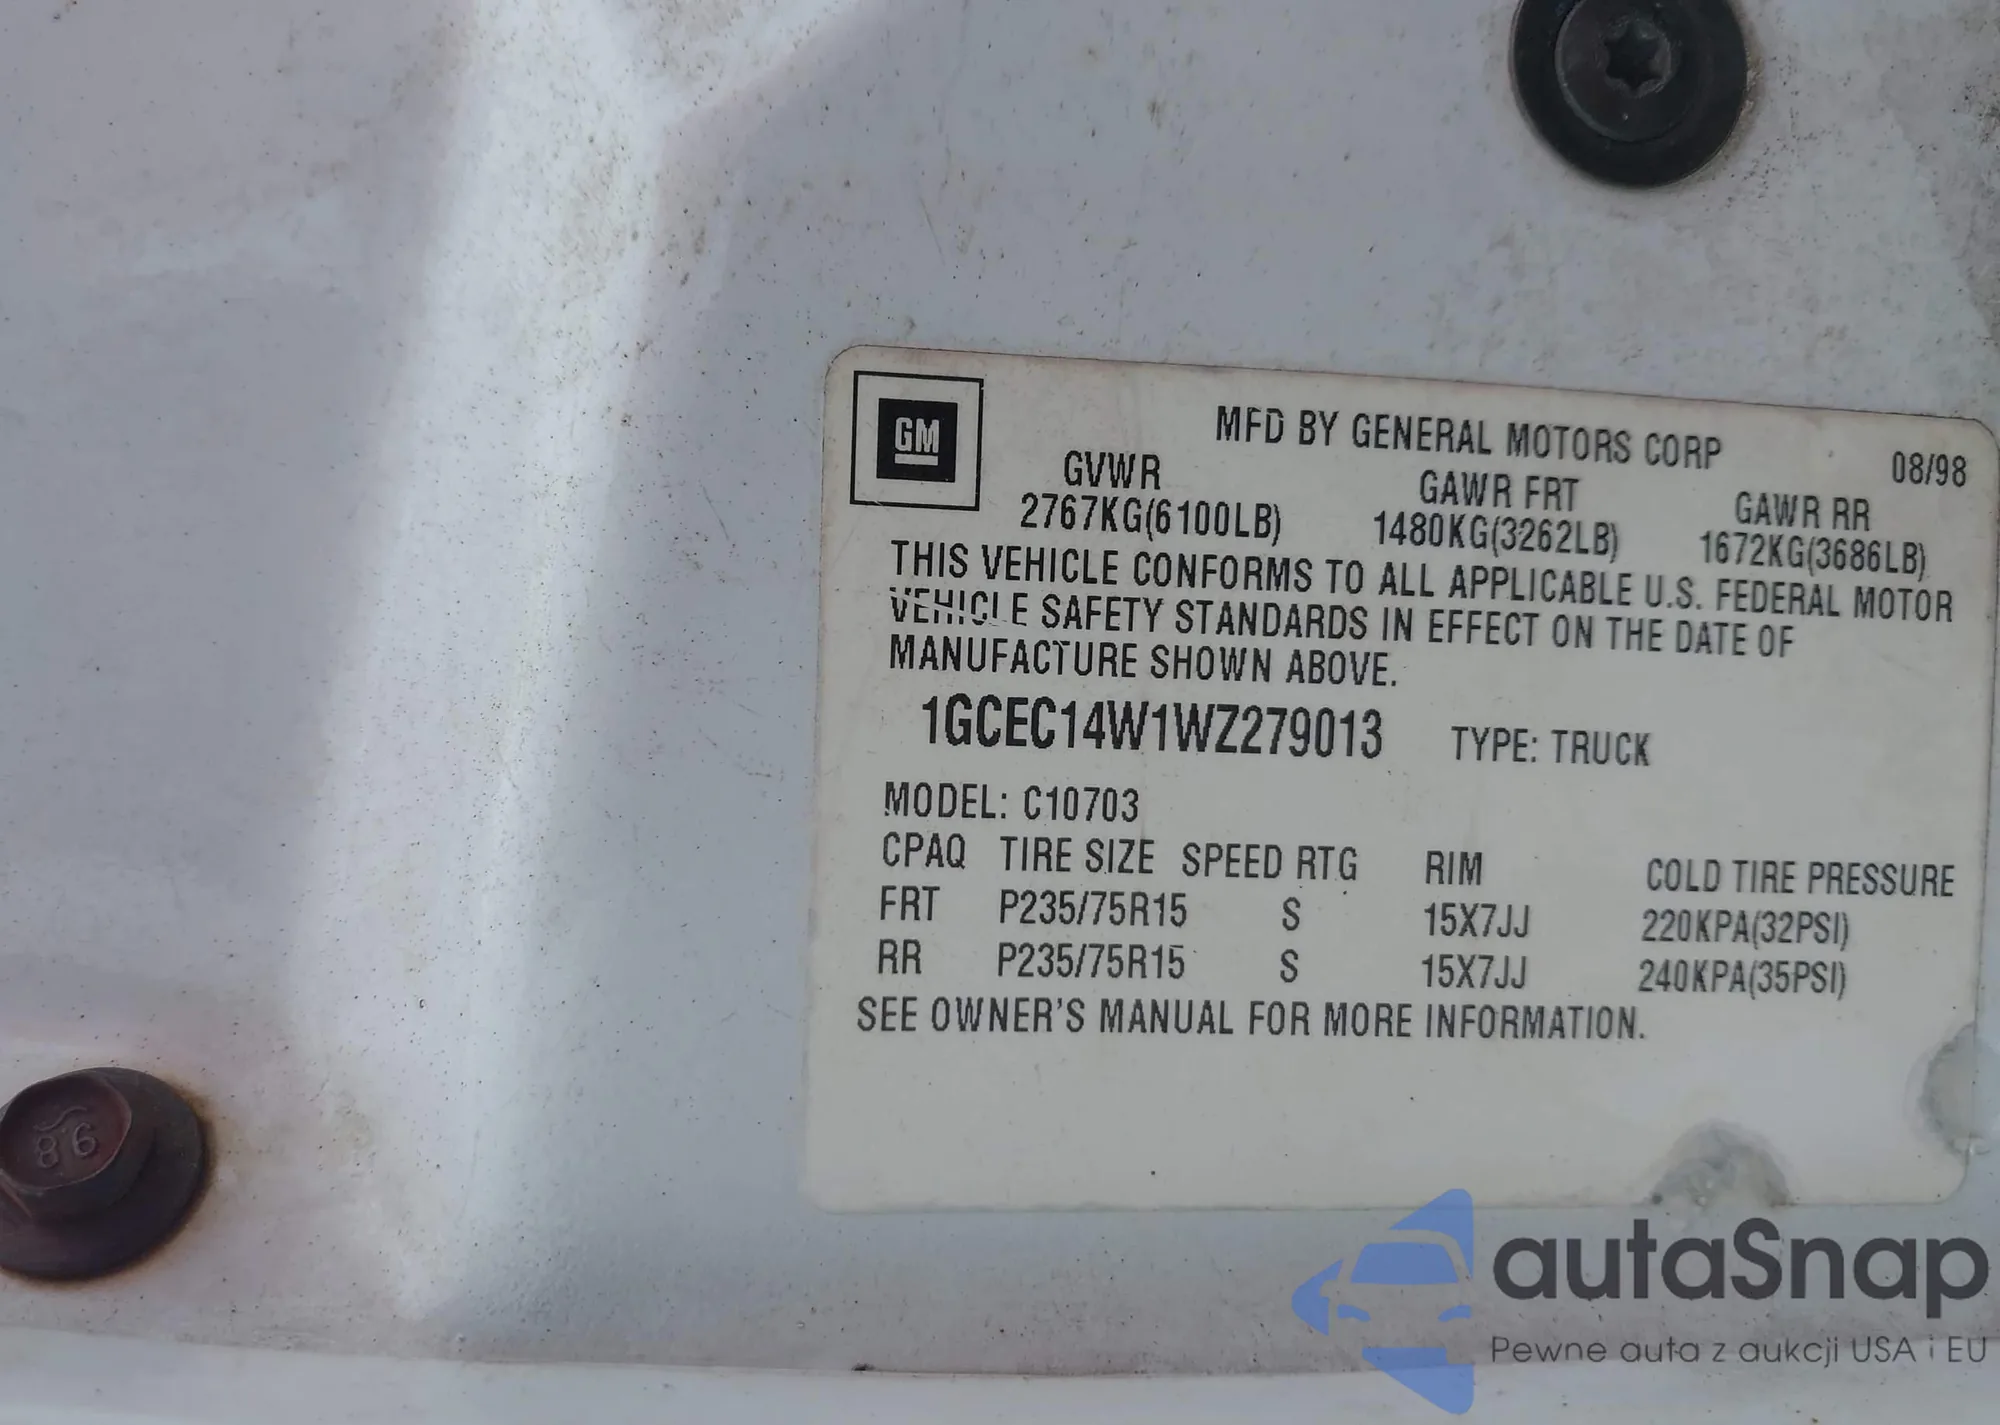 GM
MFD BY GENERAL MOTORS CORP
08/98
GVWR GAWR FRT GAWR RR
2767KG(6100LB) 1480KG(3262LB) 1672KG(3686LB)
THIS VEHICLE CONFORMS TO ALL APPLICABLE U.S. FEDERAL MOTOR
VEHICLE SAFETY STANDARDS IN EFFECT ON THE DATE OF
MANUFACTURE SHOWN ABOVE.
1GCEC14W1WZ279013 TYPE: TRUCK
MODEL: C10703
CPAQ TIRE SIZE SPEED RTG RIM COLD TIRE PRESSURE
FRT P235/75R15 S 15X7JJ 220KPA(32PSI)
RR P235/75R15 S 15X7JJ 240KPA(35PSI)
SEE OWNER'S MANUAL FOR MORE INFORMATION.
autaSnap
Pewne auta z aukcji USA i EU